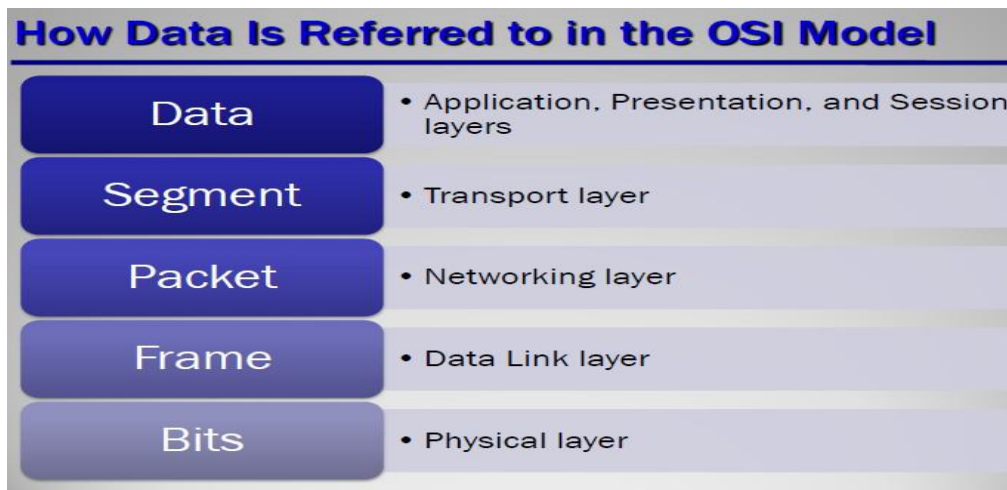 How Data Is Referred to in the OSI Model
Data
• Application, Presentation, and Session
layers
Segment
• Transport layer
Packet
• Networking layer
Frame
• Data Link layer
Bits
• Physical layer